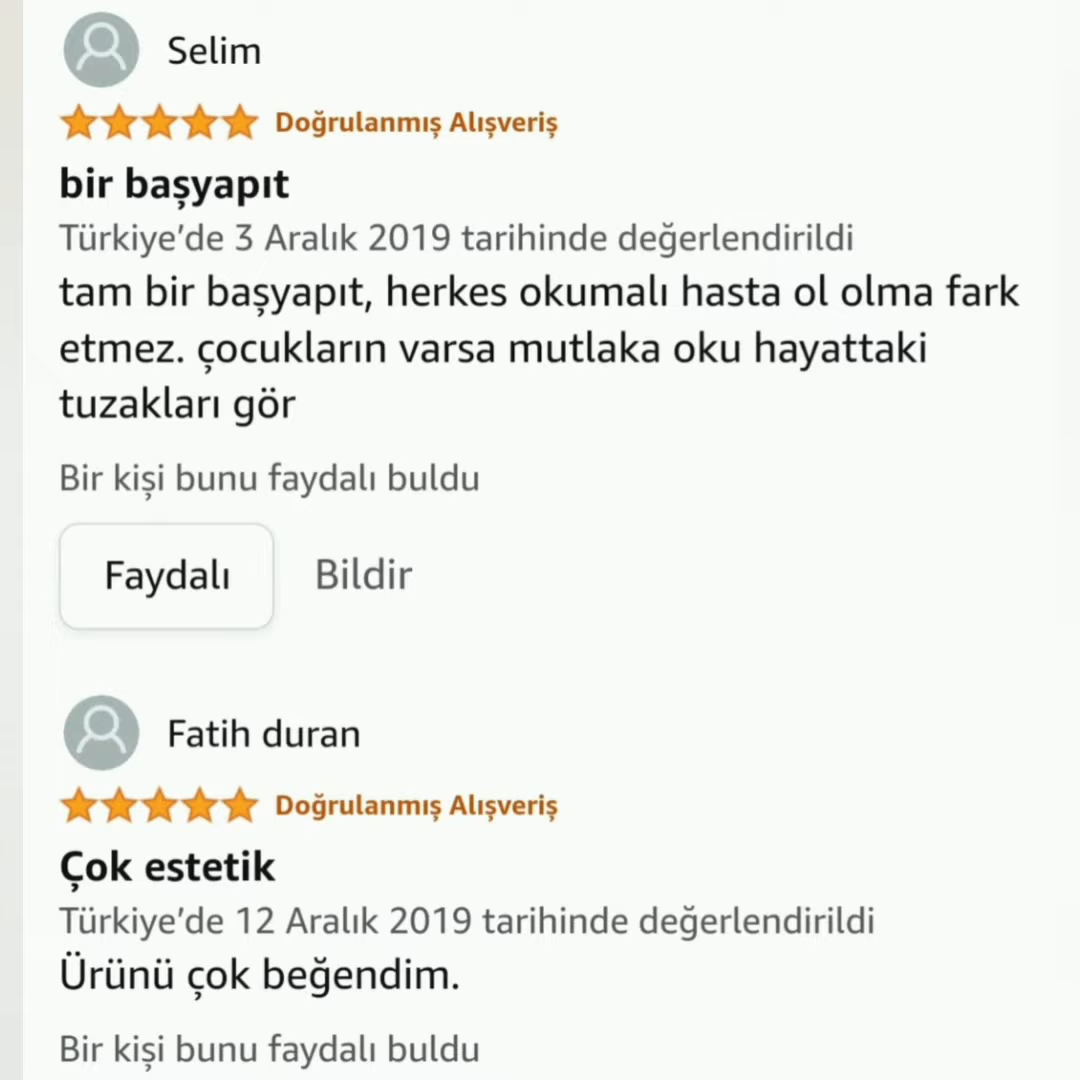 Selim
Doğrulanmış Alışveriş
bir başyapıt
Türkiye'de 3 Aralık 2019 tarihinde değerlendirildi
tam bir başyapıt, herkes okumalı hasta ol olma fark
etmez. çocukların varsa mutlaka oku hayattaki
tuzakları gör
Bir kişi bunu faydalı buldu
Faydalı Bildir
Fatih duran
Doğrulanmış Alışveriş
Çok estetik
Türkiye'de 12 Aralık 2019 tarihinde değerlendirildi
Ürünü çok beğendim.
Bir kişi bunu faydalı buldu